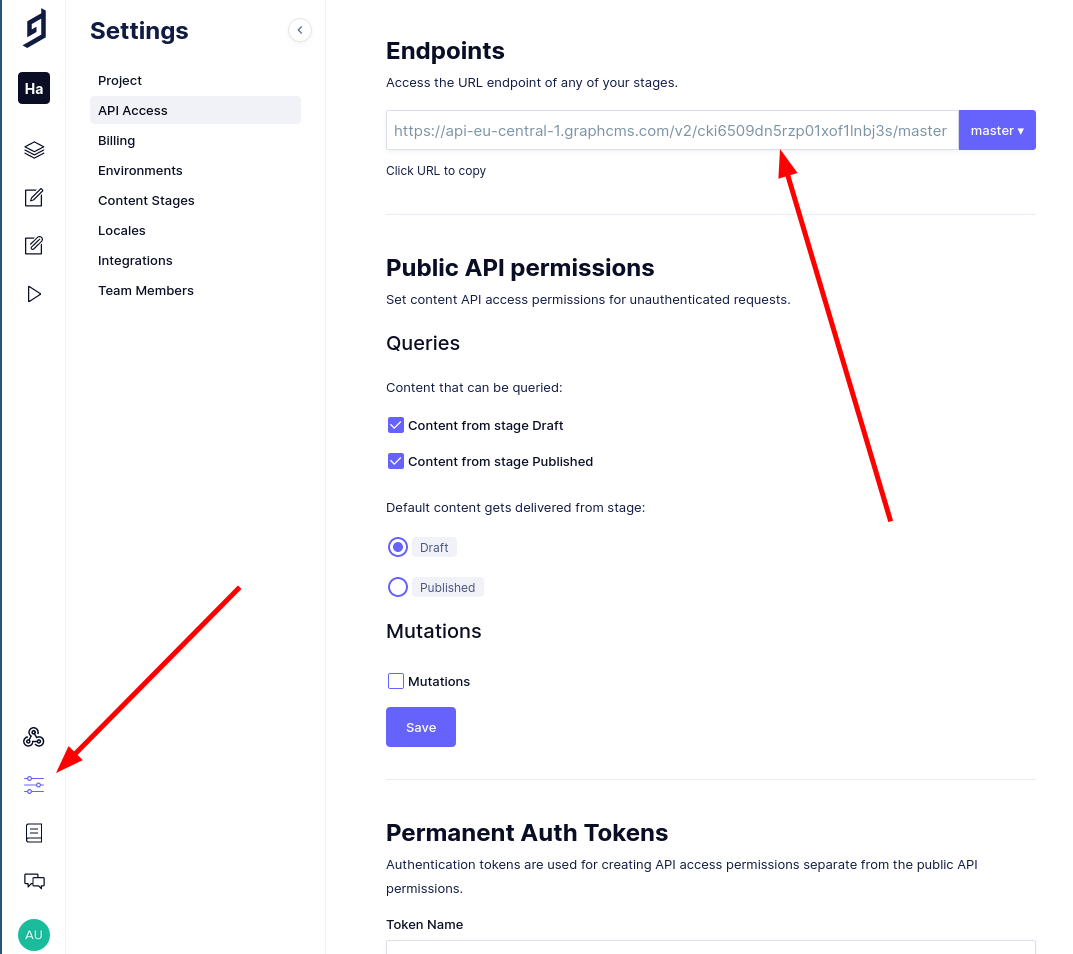 Settings
Ha
Project
API Access
Billing
Environments
Content Stages
Locales
Integrations
Team Members
AU
Endpoints
Access the URL endpoint of any of your stages.
https://api-eu-central-1.graphcms.com/v2/cki6509dn5rzp01xof1lnbj3s/master
master ▾
Click URL to copy
Public API permissions
Set content API access permissions for unauthenticated requests.
Queries
Content that can be queried:
Content from stage Draft
Content from stage Published
Default content gets delivered from stage:
Draft
Published
Mutations
Mutations
Save
Permanent Auth Tokens
Authentication tokens are used for creating API access permissions separate from the public API
permissions.
Token Name